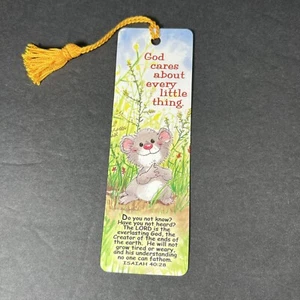 God
cares
about
every
little
thing.
Do you not know?
Have you not heard?
The LORD is the
everlasting God, the
Creator of the ends of
the earth. He will not
grow tired or weary,
and his understanding
no one can fathom.
ISAIAH 40:28